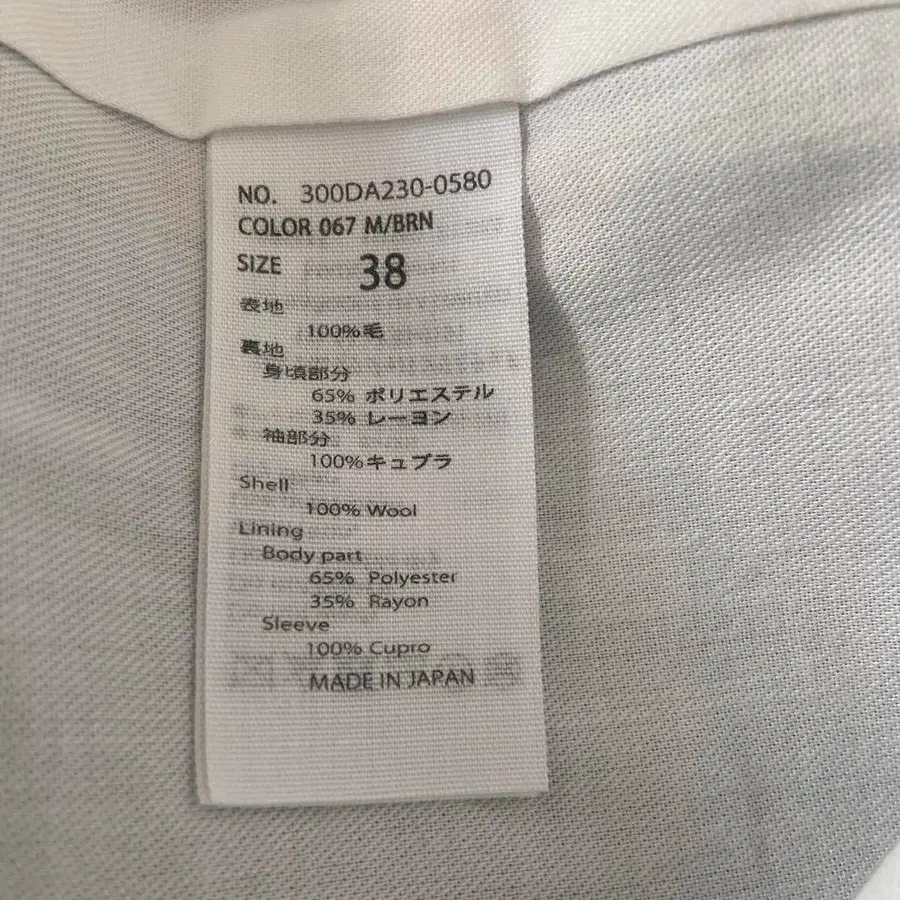 NO. 300DA230-0580
COLOR 067 M/BRN
SIZE 38
表地
100%毛
裏地
身頃部分
65% ポリエステル
35% レーヨン
袖部分
100%キュプラ
Shell
100% Wool
Lining
Body part
65% Polyester
35% Rayon
Sleeve
100% Cupro
MADE IN JAPAN